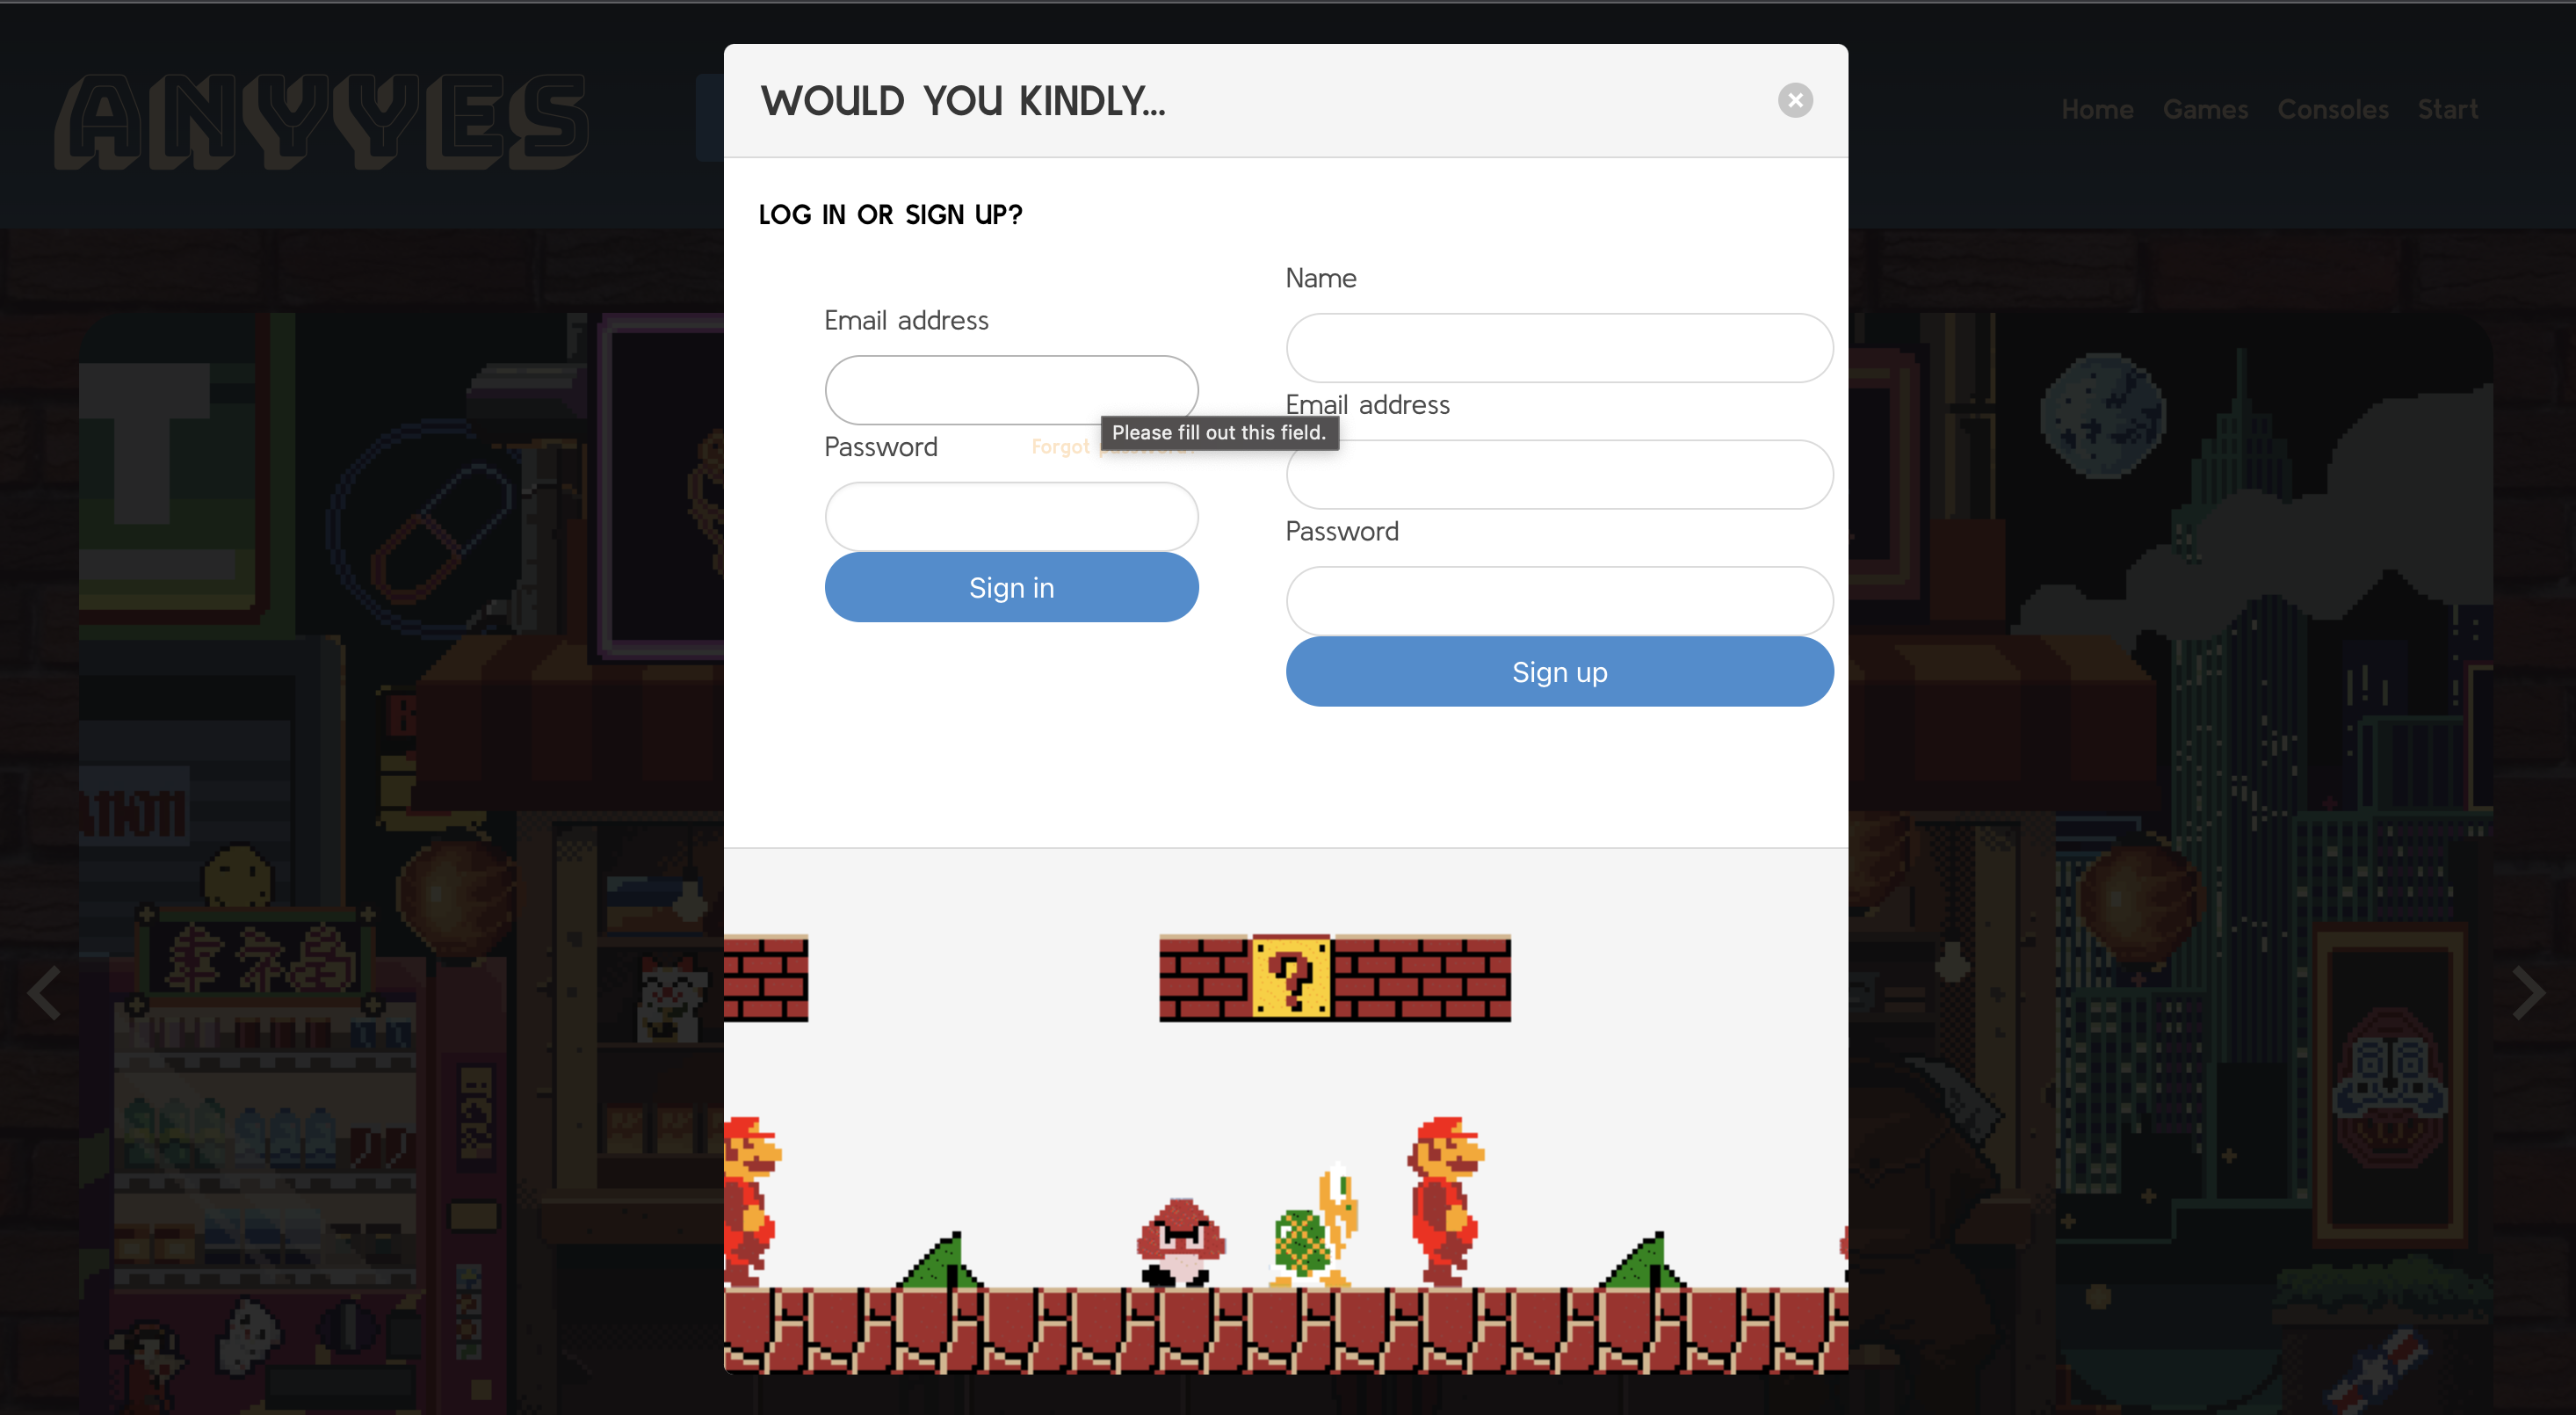 ANYYES
Home Games Consoles Start
WOULD YOU KINDLY...
LOG IN OR SIGN UP?
Email address
Password
Forgot
Please fill out this field.
Sign in
Name
Email address
Password
Sign up
?
T